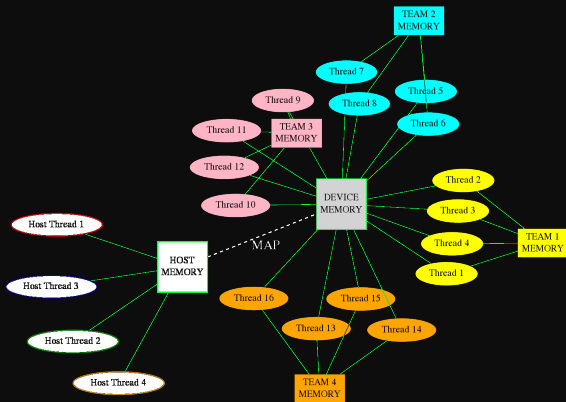 TEAM 2
MEMORY
Thread 7
Thread 5
Thread 8
Thread 6
Thread 9
Thread 11
TEAM 3
MEMORY
Thread 12
Thread 10
Thread 2
Thread 3
Thread 4
Thread 1
TEAM 1
MEMORY
DEVICE
MEMORY
MAP
Host Thread 1
HOST
MEMORY
Host Thread 3
Host Thread 2
Host Thread 4
Thread 16
Thread 15
Thread 13
Thread 14
TEAM 4
MEMORY